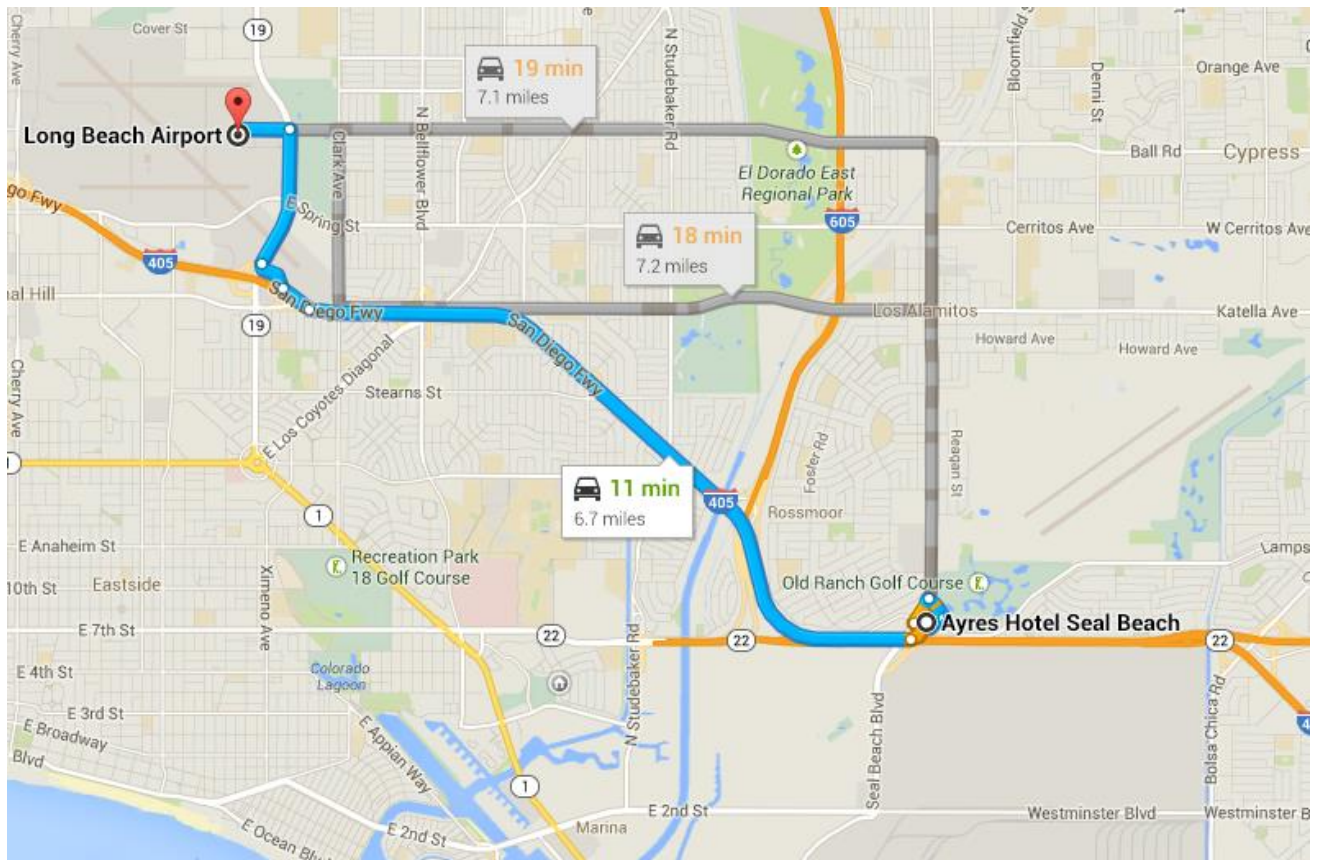 Cherry Ave
Cover St
19
N Studebaker Rd
Bloomfield S
Denni St
Orange Ave
19 min
7.1 miles
N Bellflower Blvd
Clark Ave
Long Beach Airport
Ball Rd
Cypress
El Dorado East
Regional Park
go Fwy
E Spring St
605
18 min
7.2 miles
Cerritos Ave
W Cerritos Ave
405
nal Hill
San Diego Fwy
19
San Diego Fwy
Los Alamitos
Katella Ave
Howard Ave
Howard Ave
Cherry Ave
E Los Coyotes Diagonal
Stearns St
Foster Rd
Reagan St
11 min
6.7 miles
405
1
Rossmoor
E Anaheim St
Recreation Park
18 Golf Course
Lamps
10th St
Eastside
Ximeno Ave
Old Ranch Golf Course
Ayres Hotel Seal Beach
E 7th St
22
22
22
N Studebaker Rd
E 4th St
Colorado
Lagoon
Seal Beach Blvd
Bolsa Chica Rd
E 3rd St
E Broadway
E Appian Way
4
Blvd
1
E 2nd St
Westminster Blvd
Westminster B
E Ocean Blv
E 2nd St
Marina